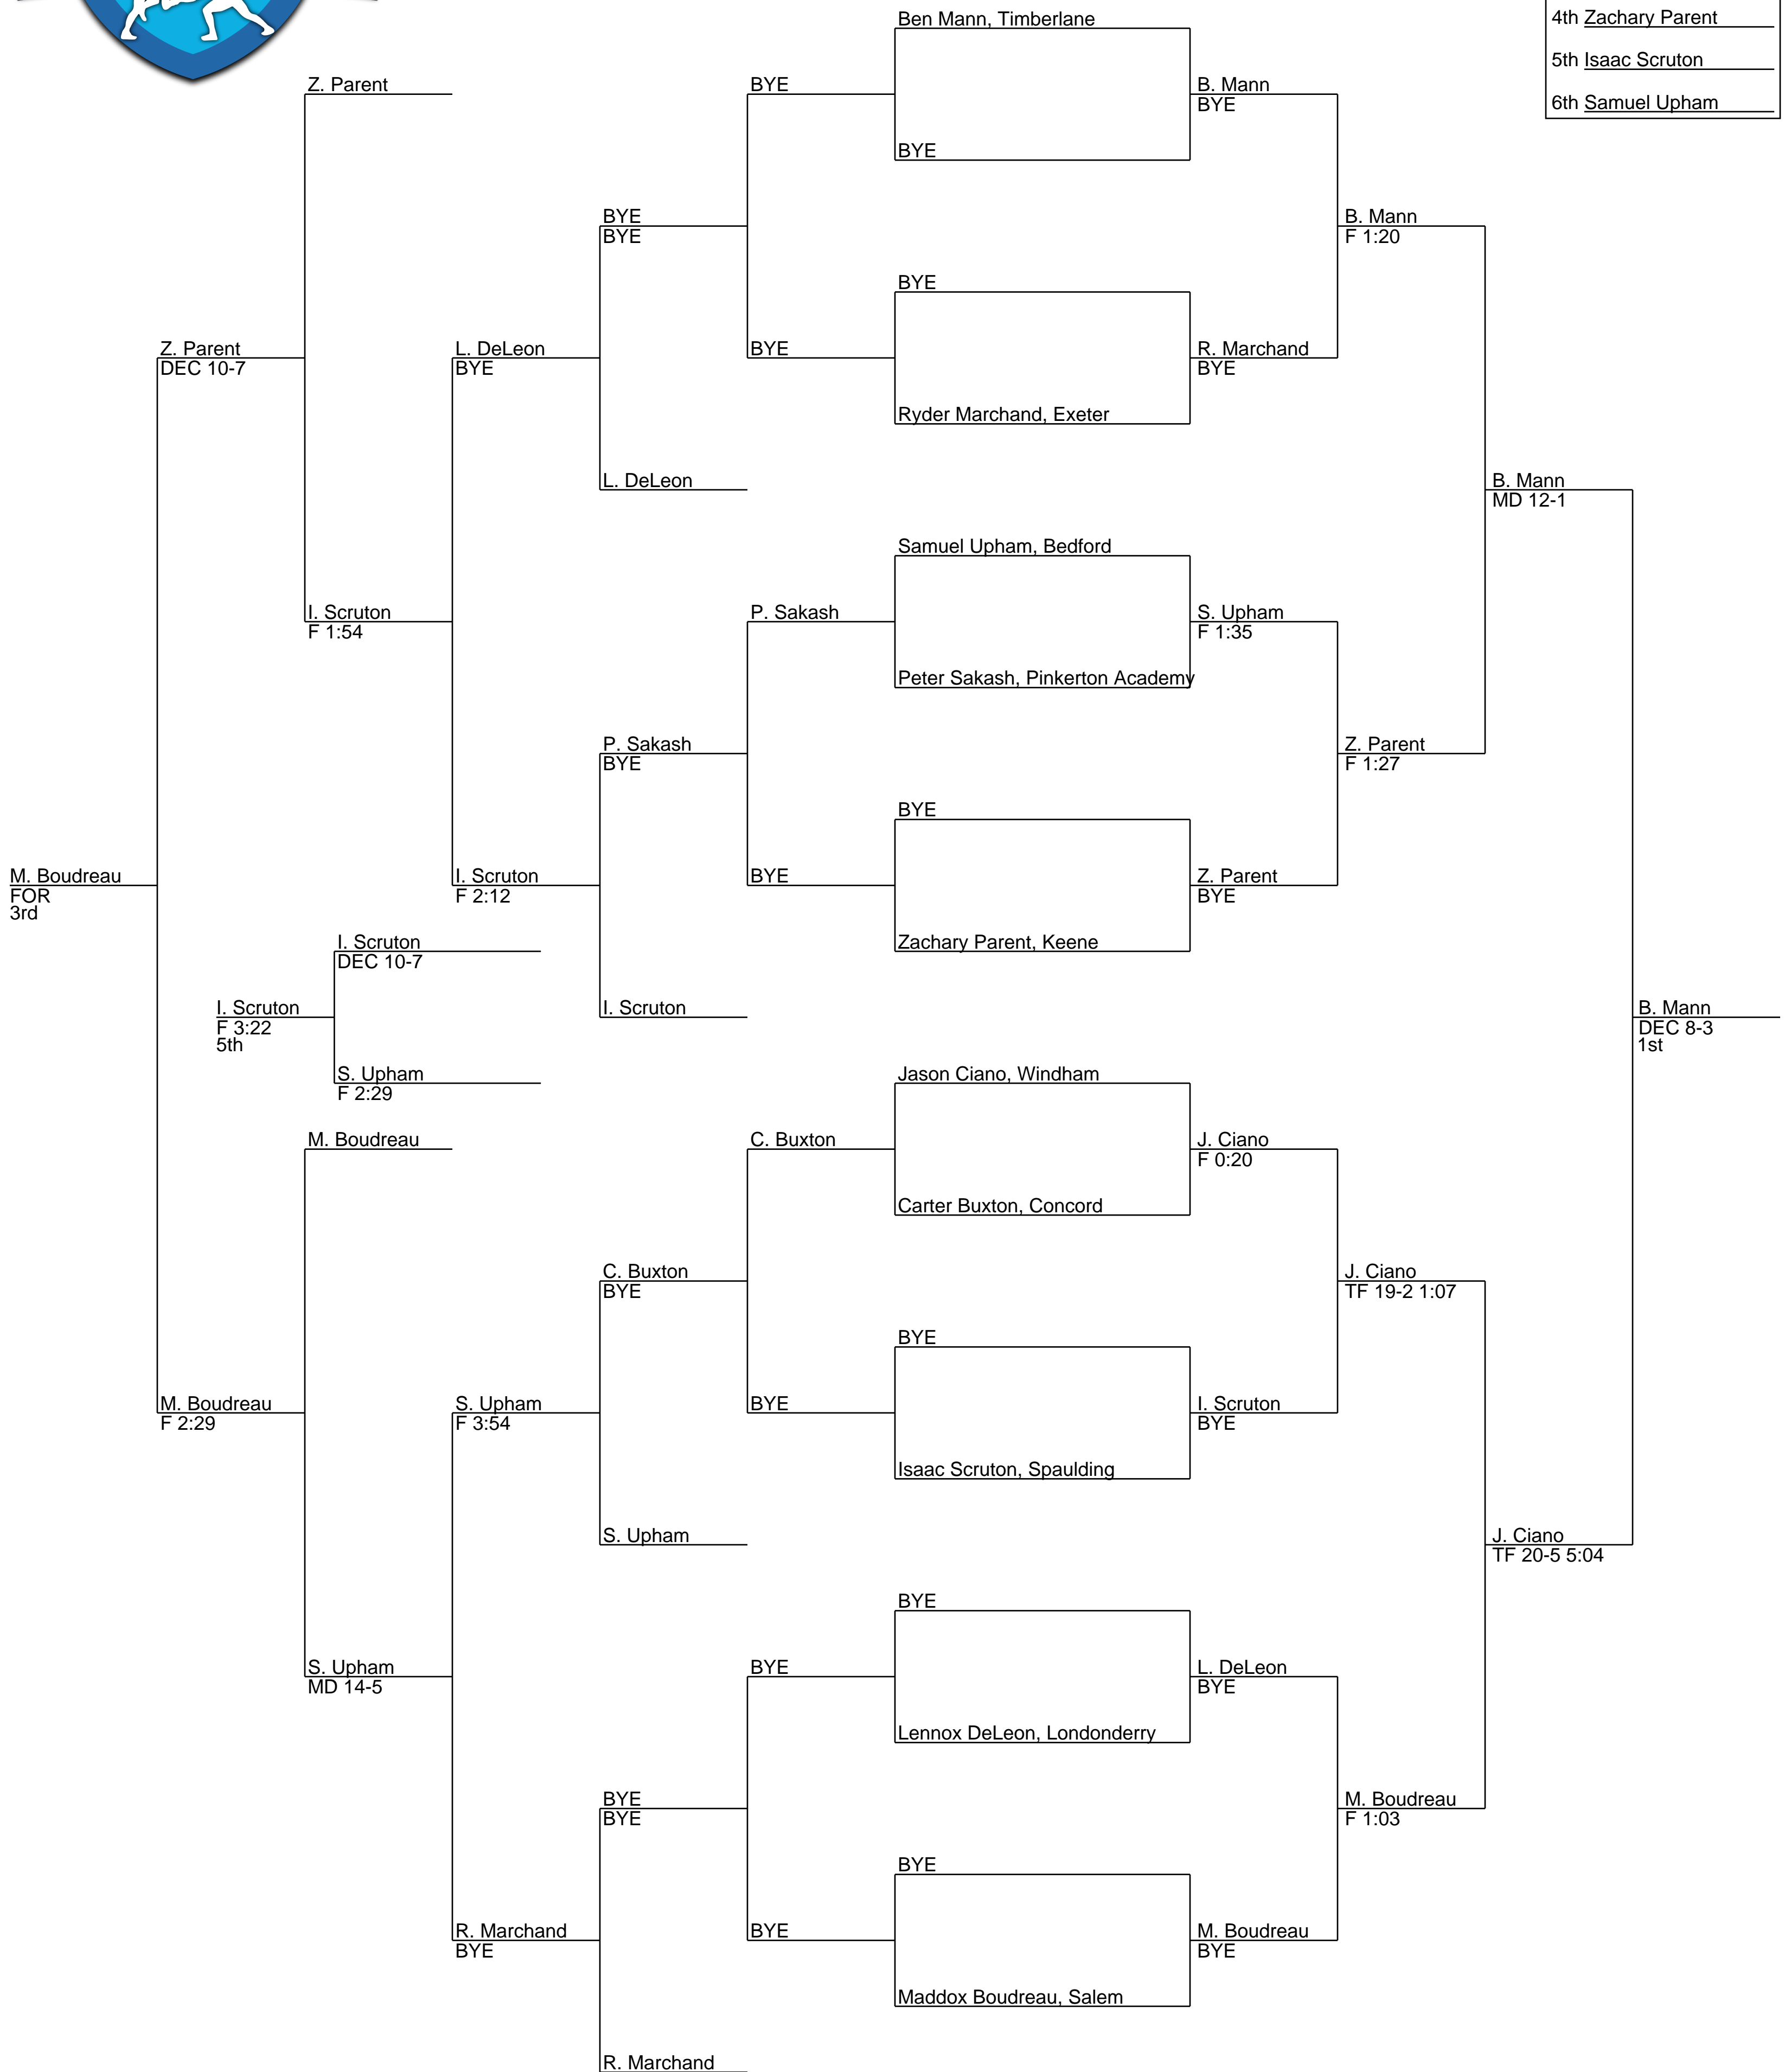 Ben Mann, Timberlane
4th Zachary Parent
5th Isaac Scruton
Z. Parent
BYE
B. Mann
BYE
6th Samuel Upham
BYE
BYE
BYE
B. Mann
F 1:20
BYE
Z. Parent
DEC 10-7
L. DeLeon
BYE
BYE
R. Marchand
BYE
Ryder Marchand, Exeter
L. DeLeon
B. Mann
MD 12-1
Samuel Upham, Bedford
I. Scruton
F 1:54
P. Sakash
S. Upham
F 1:35
Peter Sakash, Pinkerton Academy
P. Sakash
BYE
Z. Parent
F 1:27
BYE
M. Boudreau
FOR
3rd
I. Scruton
F 2:12
BYE
Z. Parent
BYE
I. Scruton
DEC 10-7
Zachary Parent, Keene
I. Scruton
F 3:22
5th
I. Scruton
B. Mann
DEC 8-3
1st
S. Upham
F 2:29
Jason Ciano, Windham
M. Boudreau
C. Buxton
J. Ciano
F 0:20
Carter Buxton, Concord
C. Buxton
BYE
J. Ciano
TF 19-2 1:07
BYE
M. Boudreau
F 2:29
S. Upham
F 3:54
BYE
I. Scruton
BYE
Isaac Scruton, Spaulding
S. Upham
J. Ciano
TF 20-5 5:04
BYE
S. Upham
MD 14-5
BYE
L. DeLeon
BYE
Lennox DeLeon, Londonderry
BYE
BYE
M. Boudreau
F 1:03
BYE
R. Marchand
BYE
BYE
M. Boudreau
BYE
Maddox Boudreau, Salem
R. Marchand